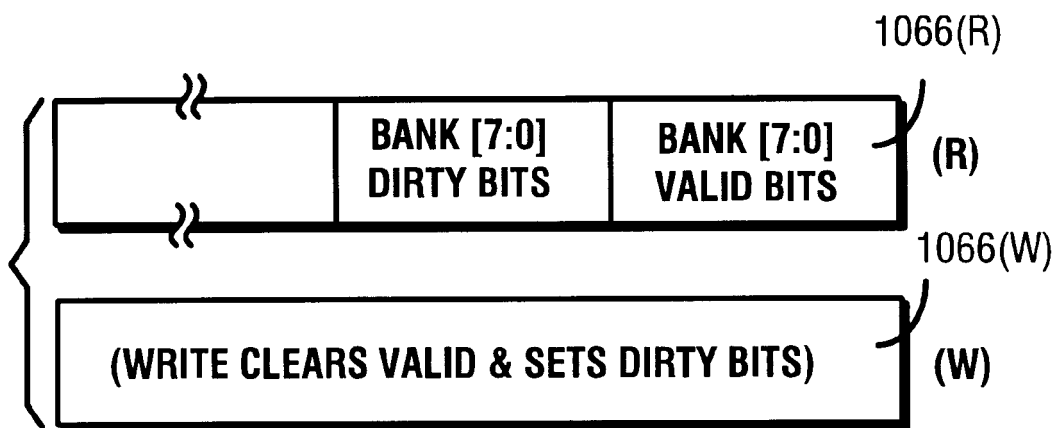 1066(R)
BANK [7:0] DIRTY BITS
BANK [7:0] VALID BITS
(R)
1066(W)
(WRITE CLEARS VALID & SETS DIRTY BITS)
(W)